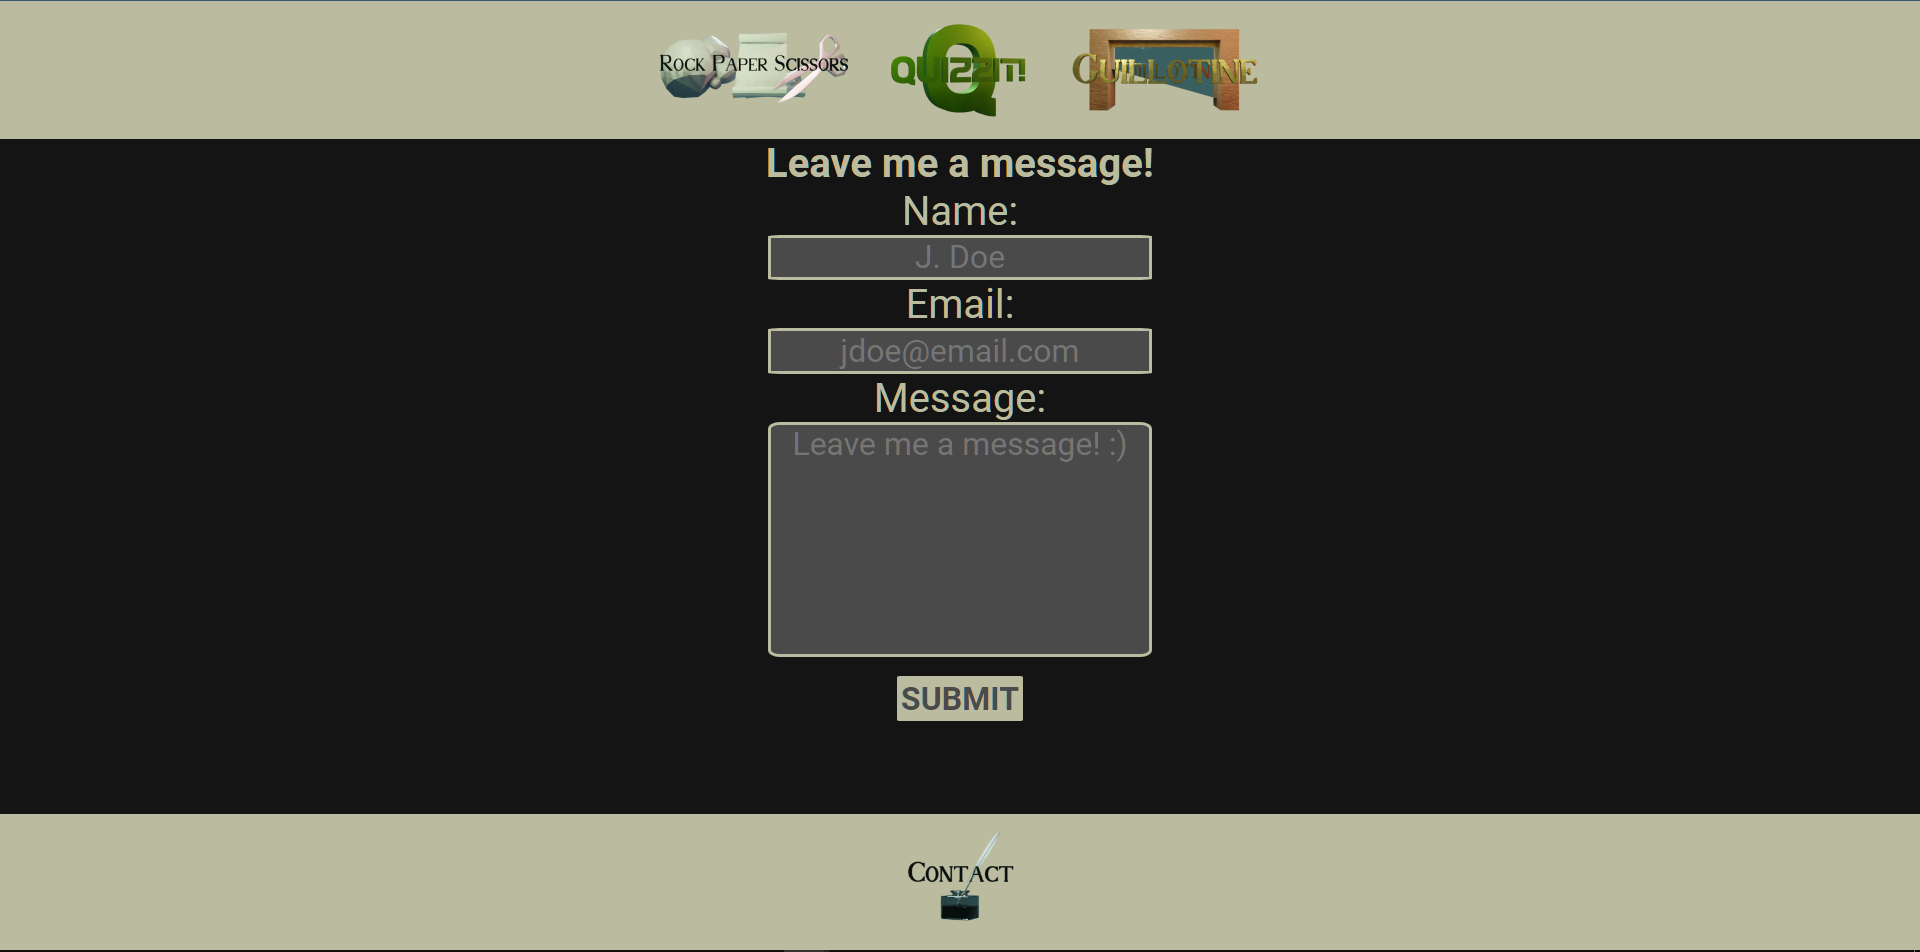 Rock Paper Scissors
QUIZZIT!
Guillotine
Leave me a message!
Name:
J. Doe
Email:
jdoe@email.com
Message:
Leave me a message! :)
SUBMIT
Contact